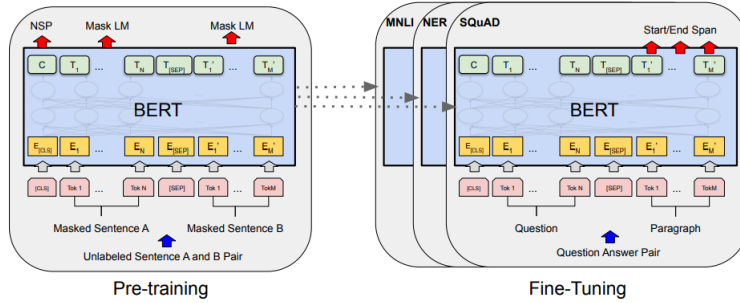 NSP Mask LM Mask LM
C T1 ... TN T[SEP] T1' ... TM'
BERT
E[CLS] E1 ... EN E[SEP] E1' ... EM'
[CLS] Tok 1 ... Tok N [SEP] Tok 1 ... TokM
Masked Sentence A Masked Sentence B
Unlabeled Sentence A and B Pair
Pre-training
MNLI NER SQuAD
Start/End Span
C T1 ... TN T[SEP] T1' ... TM'
BERT
E[CLS] E1 ... EN E[SEP] E1' ... EM'
[CLS] Tok 1 ... Tok N [SEP] Tok 1 ... TokM
Question Paragraph
Question Answer Pair
Fine-Tuning